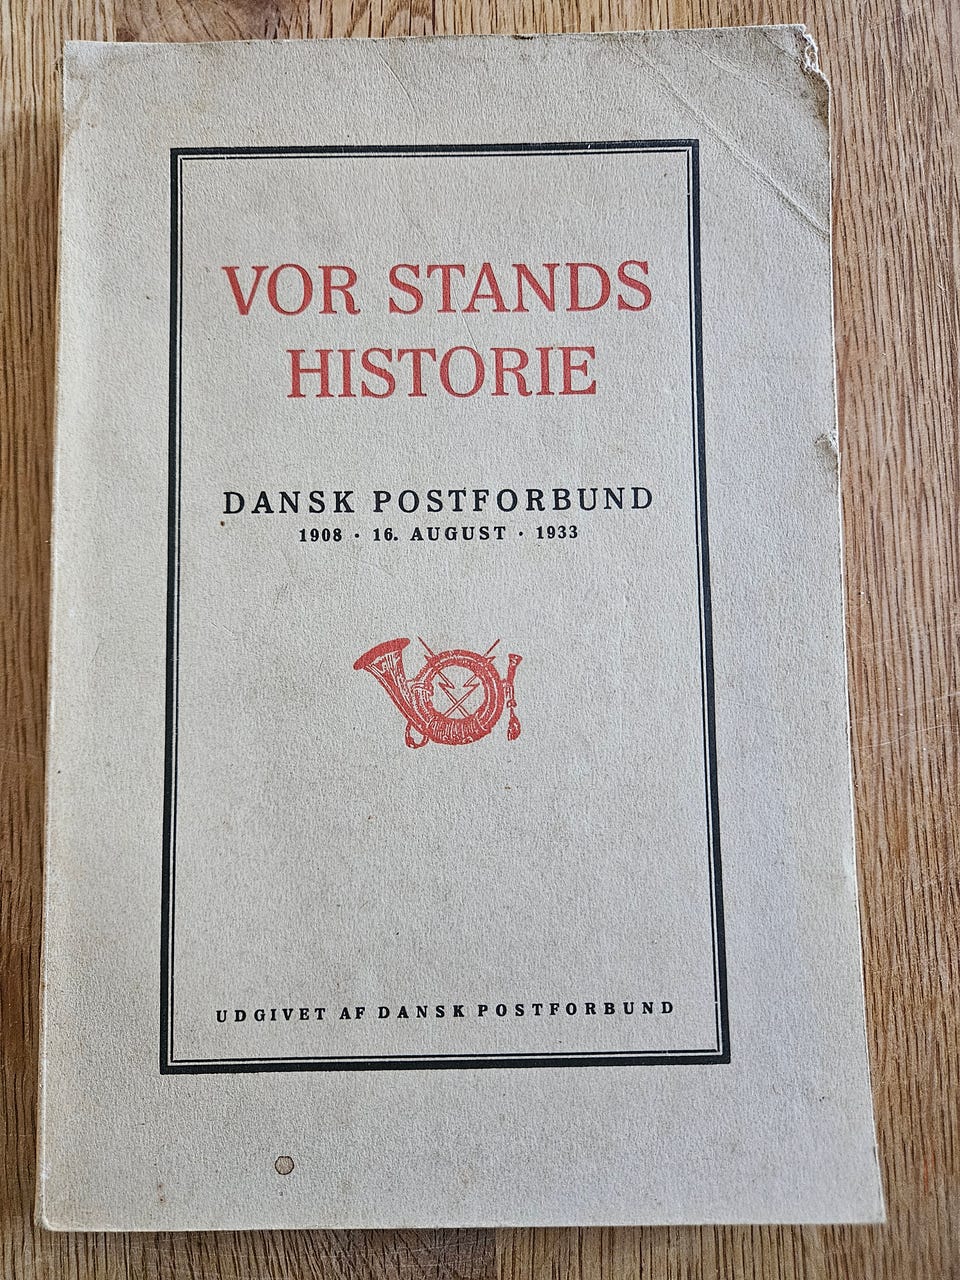 VOR STANDS
HISTORIE
DANSK POSTFORBUND
1908 · 16. AUGUST · 1933
UDGIVET AF DANSK POSTFORBUND